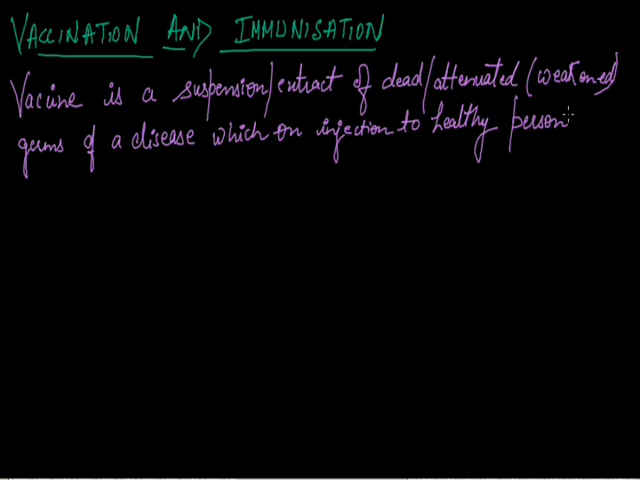 VACCINATION AND IMMUNISATION
Vaccine is a suspension/extract of dead/attenuated (weakoned)
germs of a disease which on injection to healthy person